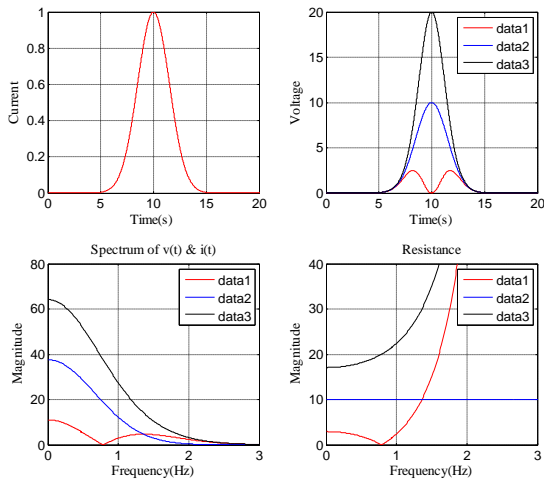 1
0.8
0.6
0.4
0.2
0
Current
0 5 10 15 20
Time(s)
20
15
10
5
0
Voltage
data1
data2
data3
0 5 10 15 20
Time(s)
Spectrum of v(t) & i(t)
80
60
40
20
0
Magnitude
data1
data2
data3
0 1 2 3
Frequency(Hz)
Resistance
40
30
20
10
0
Magnitude
data1
data2
data3
0 1 2 3
Frequency(Hz)